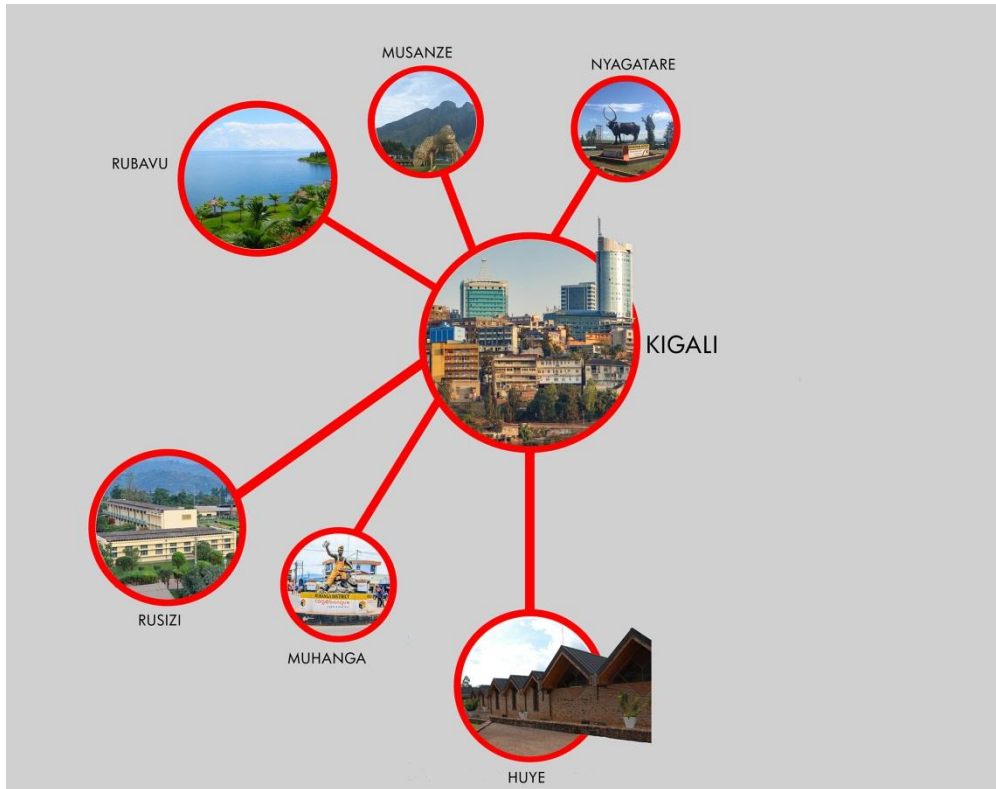 MUSANZE
NYAGATARE
RUBAVU
KIGALI
RUSIZI
MUHANGA
HUYE